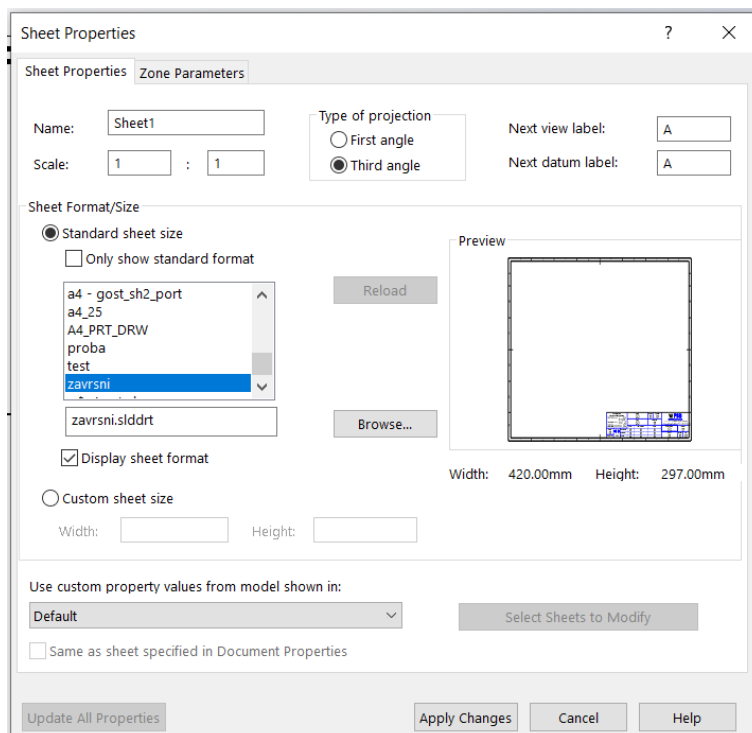 Sheet Properties
Sheet Properties
Zone Parameters
Name:
Sheet1
Scale:
1
:
1
Type of projection
First angle
Third angle
Next view label:
A
Next datum label:
A
Sheet Format/Size
Standard sheet size
Only show standard format
a4 - gost_sh2_port
a4_25
A4_PRT_DRW
proba
test
zavrsni
zavrsni.slddrt
Reload
Browse...
Display sheet format
Custom sheet size
Width:
Height:
Preview
Width: 420.00mm Height: 297.00mm
Use custom property values from model shown in:
Default
Select Sheets to Modify
Same as sheet specified in Document Properties
Update All Properties
Apply Changes
Cancel
Help